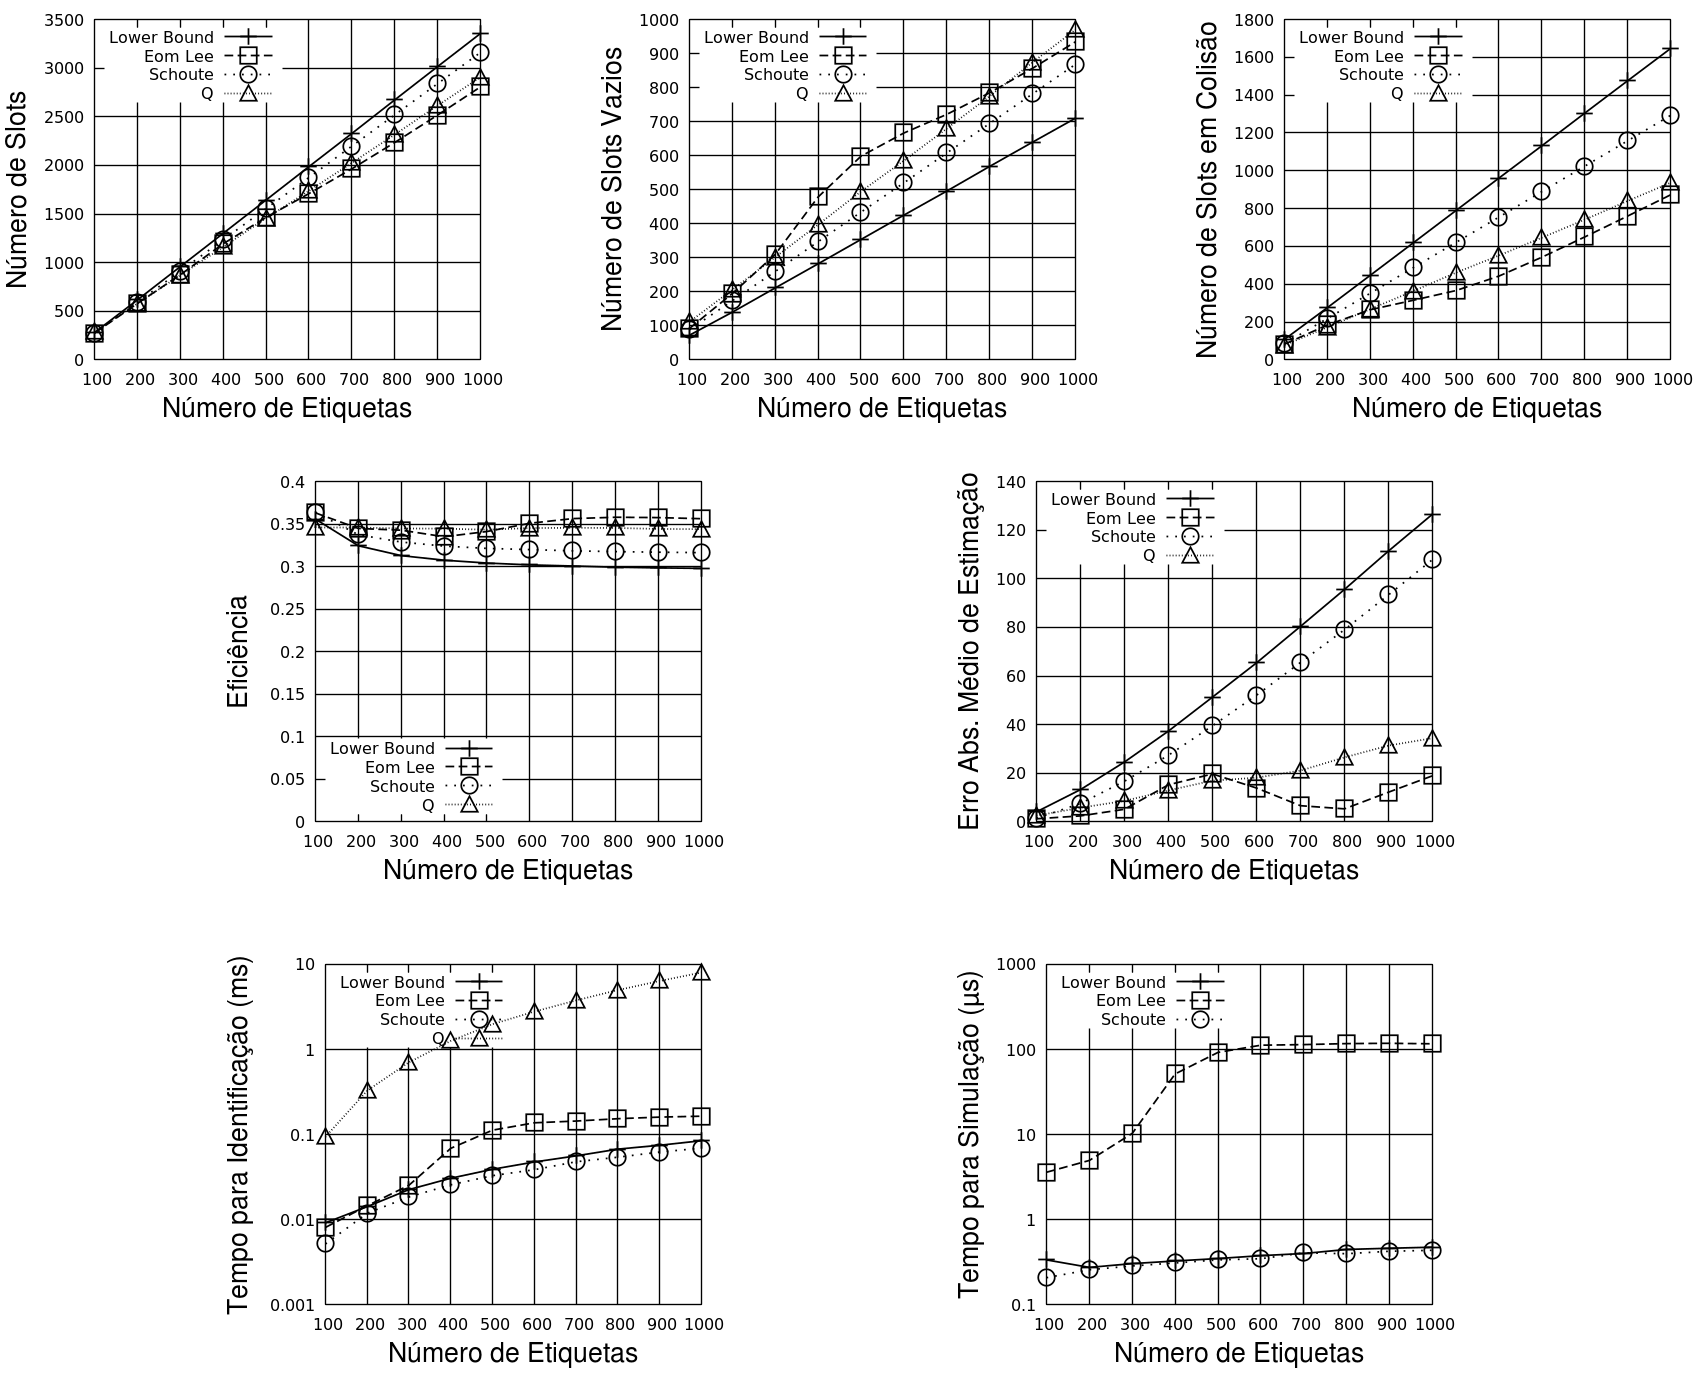 Número de Slots
3500
3000
2500
2000
1500
1000
500
0
Lower Bound
Eom Lee
Schoute
Q
100 200 300 400 500 600 700 800 900 1000
Número de Etiquetas
Número de Slots Vazios
1000
900
800
700
600
500
400
300
200
100
0
Lower Bound
Eom Lee
Schoute
Q
100 200 300 400 500 600 700 800 900 1000
Número de Etiquetas
Número de Slots em Colisão
1800
1600
1400
1200
1000
800
600
400
200
0
Lower Bound
Eom Lee
Schoute
Q
100 200 300 400 500 600 700 800 900 1000
Número de Etiquetas
Eficiência
0.4
0.35
0.3
0.25
0.2
0.15
0.1
0.05
0
Lower Bound
Eom Lee
Schoute
Q
100 200 300 400 500 600 700 800 900 1000
Número de Etiquetas
Erro Abs. Médio de Estimação
140
120
100
80
60
40
20
0
Lower Bound
Eom Lee
Schoute
Q
100 200 300 400 500 600 700 800 900 1000
Número de Etiquetas
Tempo para Identificação (ms)
10
1
0.1
0.01
0.001
Lower Bound
Eom Lee
Schoute
Q
100 200 300 400 500 600 700 800 900 1000
Número de Etiquetas
Tempo para Simulação (µs)
1000
100
10
1
0.1
Lower Bound
Eom Lee
Schoute
100 200 300 400 500 600 700 800 900 1000
Número de Etiquetas